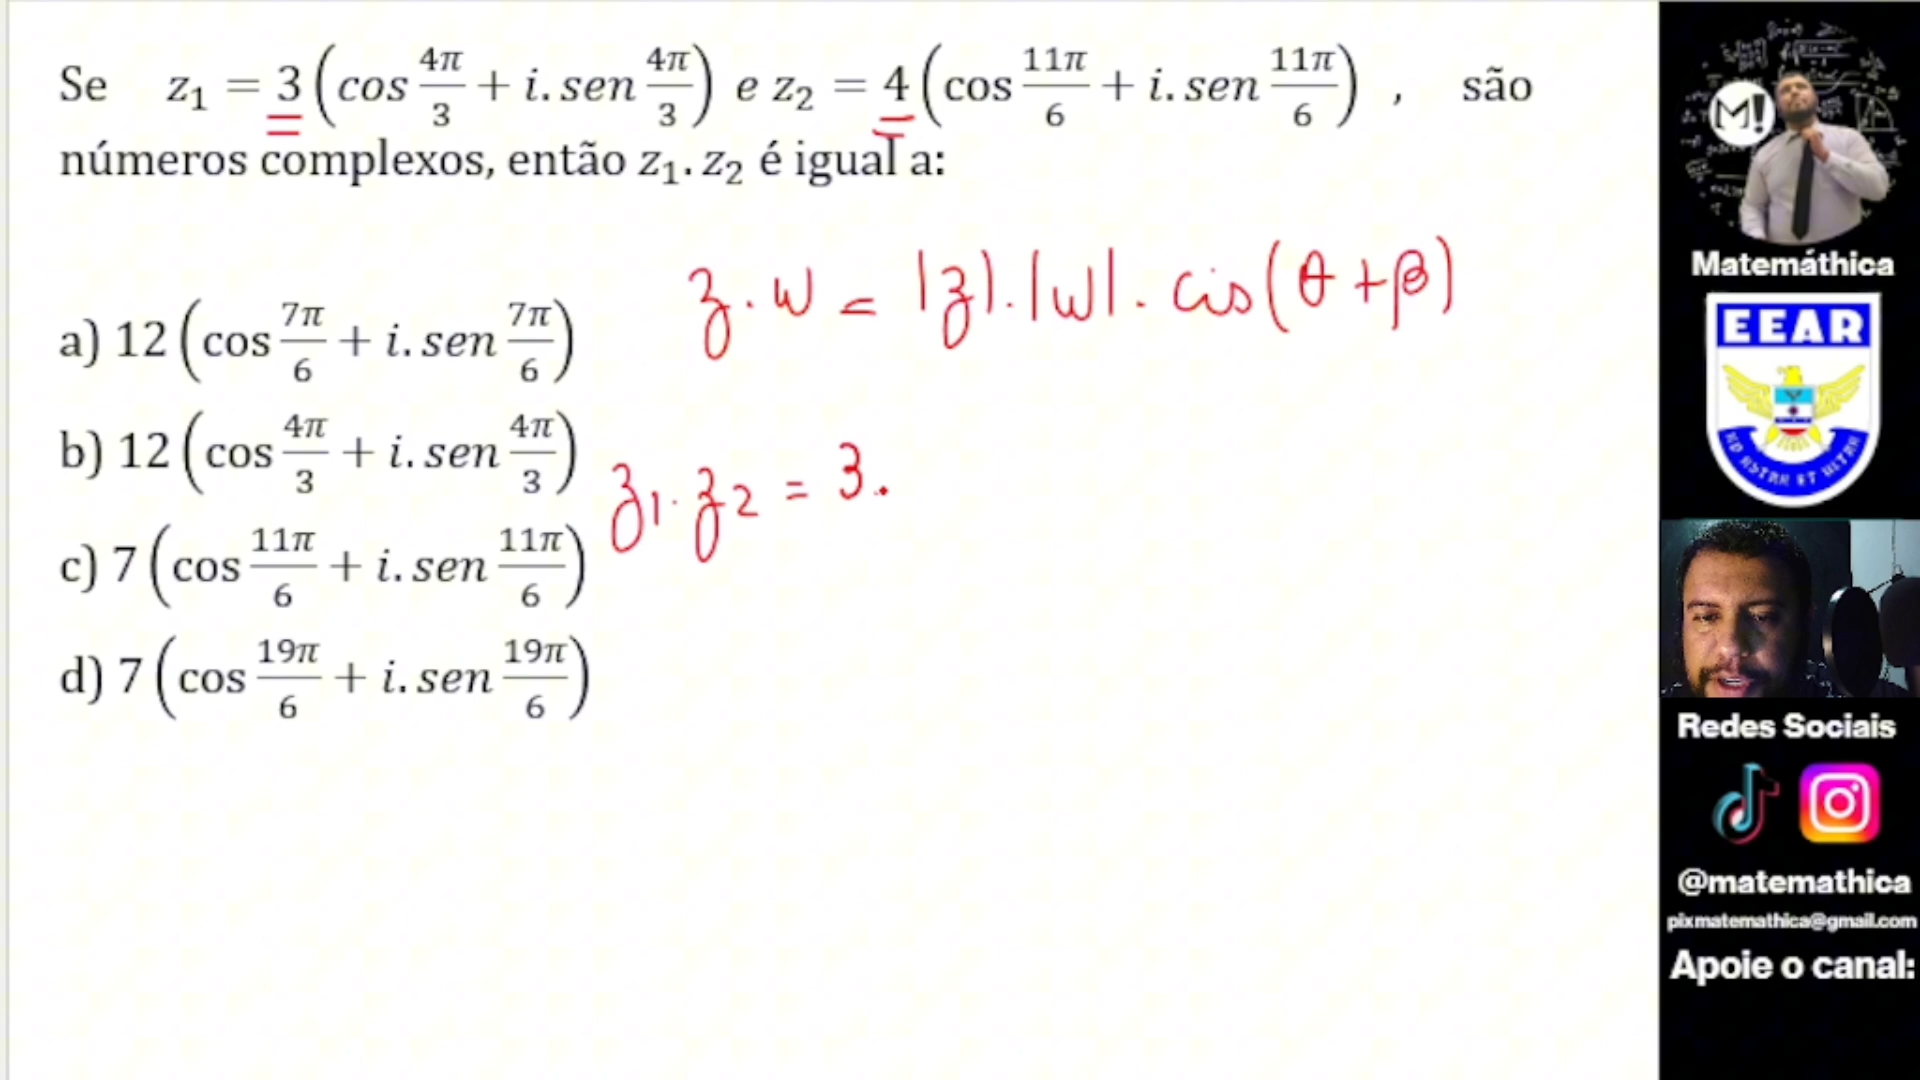 Se z₁ = 3 (cos 4π/3 + i. sen 4π/3) e z₂ = 4 (cos 11π/6 + i. sen 11π/6) , são
números complexos, então z₁. z₂ é igual a:
z · w = |z| · |w| · cis(θ + β)
a) 12 (cos 7π/6 + i. sen 7π/6)
b) 12 (cos 4π/3 + i. sen 4π/3)
z₁ · z₂ = 3 .
c) 7 (cos 11π/6 + i. sen 11π/6)
d) 7 (cos 19π/6 + i. sen 19π/6)
M!
Matemáthica
EEAR
Redes Sociais
@matemathica
pixmatemathica@gmail.com
Apoie o canal: